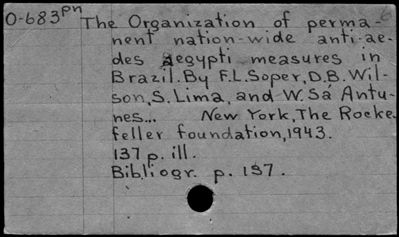 O-683pn The Organization of perma-
nent nation-wide anti-ae-
des aegypti measures in
Brazil. By F.L. Soper, D.B. Wil-
son, S. Lima, and W. Sá Antu-
nes... New York, The Rocke
feller foundation, 1943.
137 p. ill.
Bibliogr. p. 137.